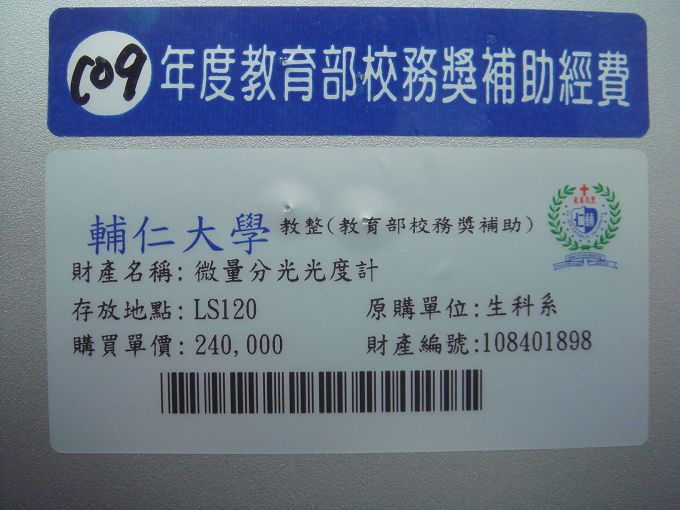 109年度教育部校務獎補助經費
輔仁大學 教整(教育部校務獎補助)
財產名稱: 微量分光光度計
存放地點: LS120 原購單位:生科系
購買單價: 240,000 財產編號:108401898